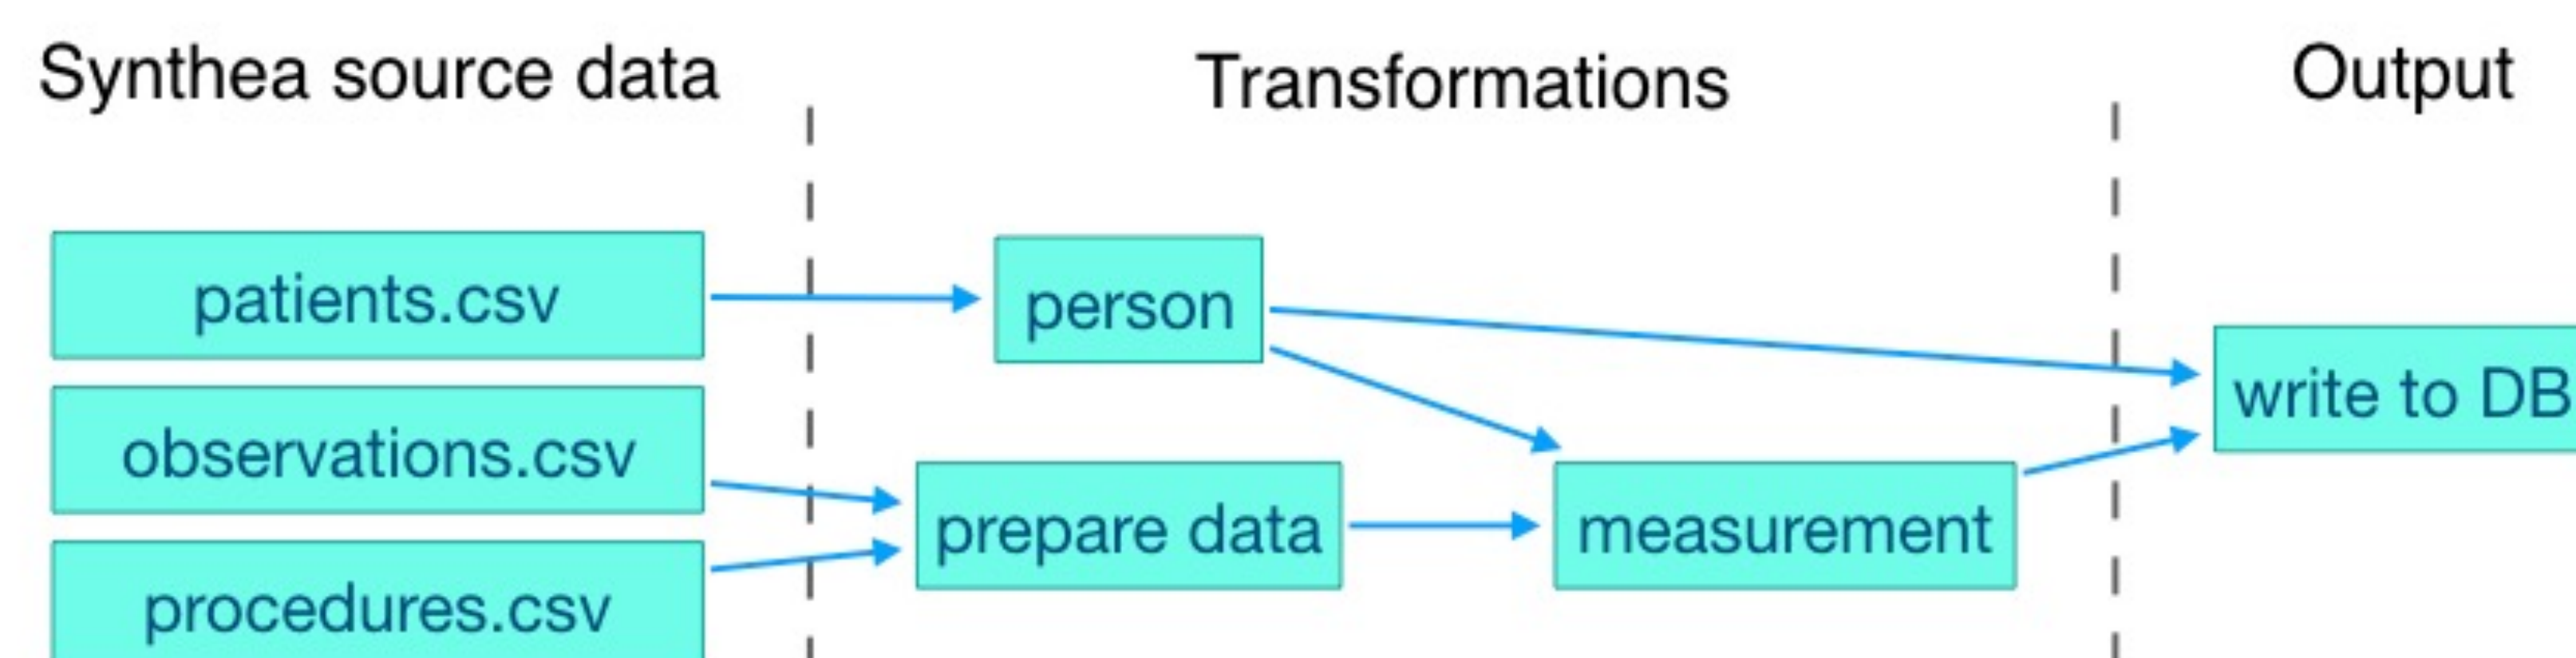 Synthea source data
Transformations
Output
patients.csv
person
write to DB
observations.csv
prepare data
measurement
procedures.csv